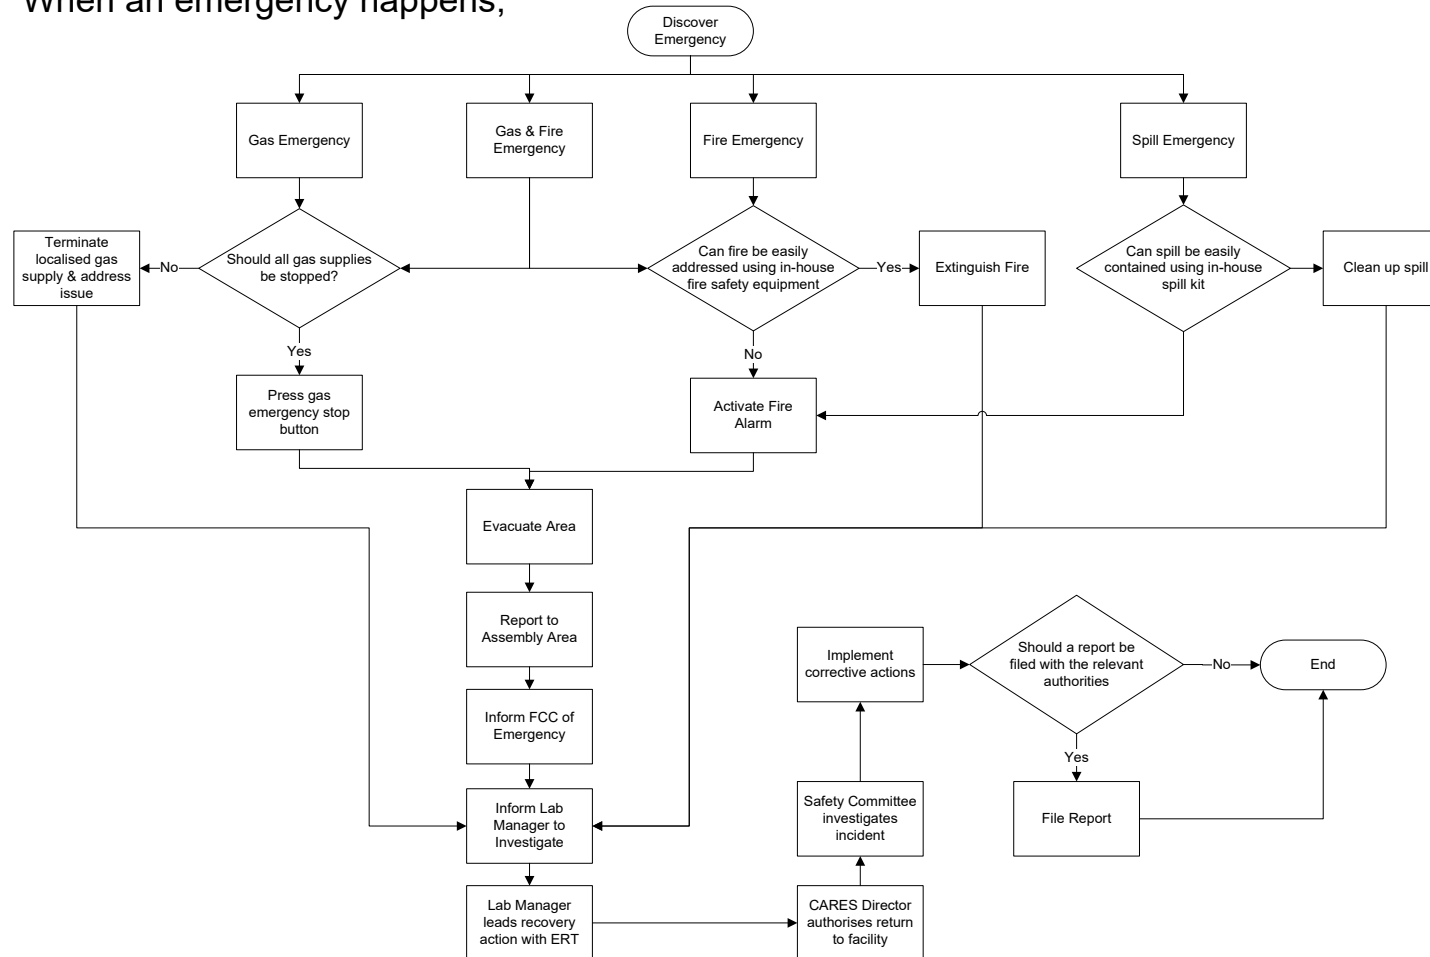 When an emergency happens,
Discover
Emergency
Gas Emergency
Gas & Fire
Emergency
Fire Emergency
Spill Emergency
Terminate
localised gas
supply & address
issue
No
Should all gas supplies
be stopped?
Can fire be easily
addressed using in-house
fire safety equipment
Yes
Extinguish Fire
Can spill be easily
contained using in-house
spill kit
Clean up spill
Yes
No
Press gas
emergency stop
button
Activate Fire
Alarm
Evacuate Area
Report to
Assembly Area
Inform FCC of
Emergency
Inform Lab
Manager to
Investigate
Lab Manager
leads recovery
action with ERT
CARES Director
authorises return
to facility
Safety Committee
investigates
incident
Implement
corrective actions
Should a report be
filed with the relevant
authorities
No
End
Yes
File Report